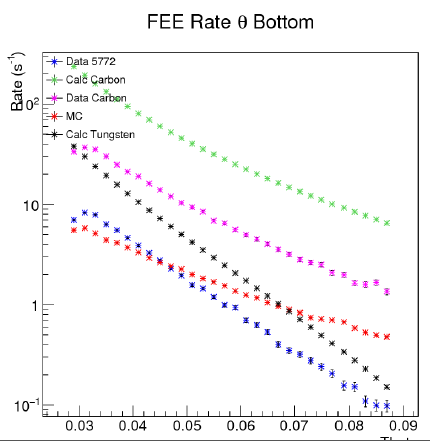 FEE Rate θ Bottom
Rate (s⁻¹)
Data 5772
Calc Carbon
Data Carbon
MC
Calc Tungsten
10²
10
1
10⁻¹
0.03 0.04 0.05 0.06 0.07 0.08 0.09